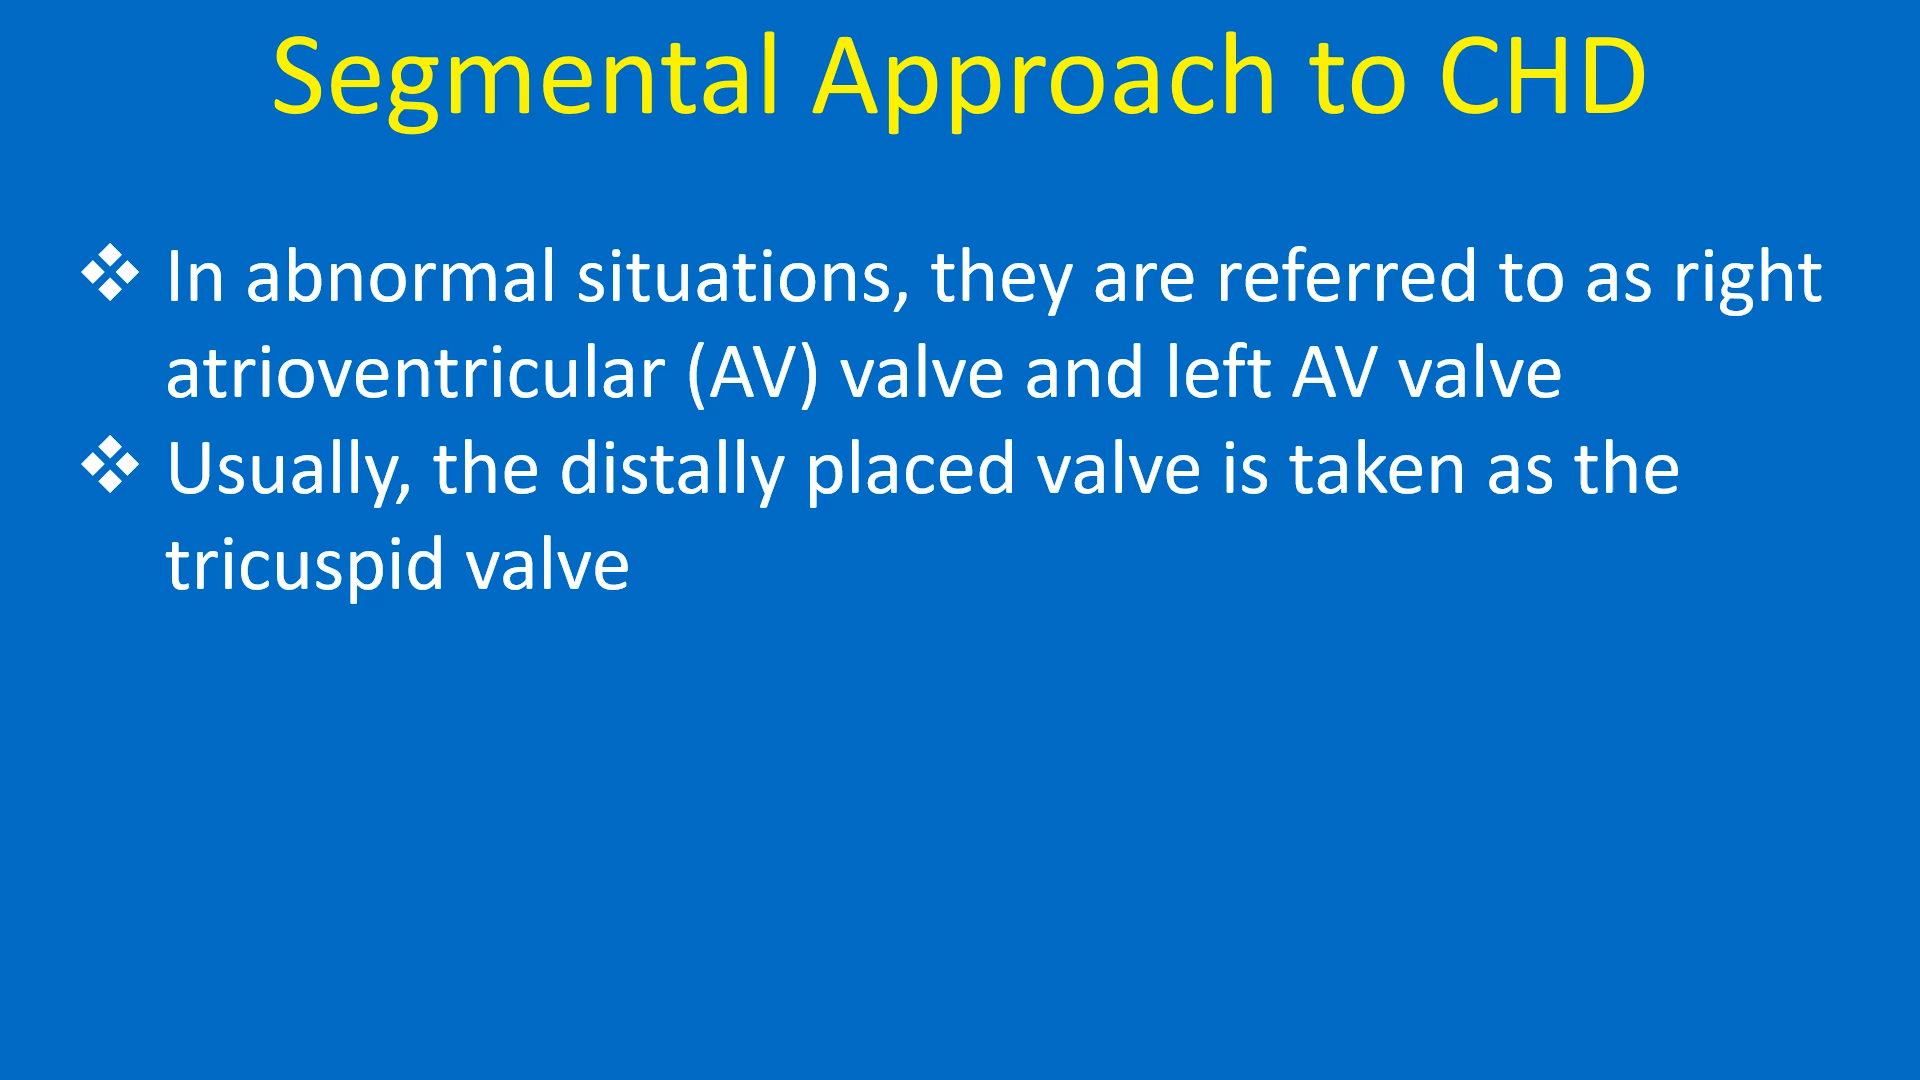 Segmental Approach to CHD
❖ In abnormal situations, they are referred to as right
atrioventricular (AV) valve and left AV valve
❖ Usually, the distally placed valve is taken as the
tricuspid valve